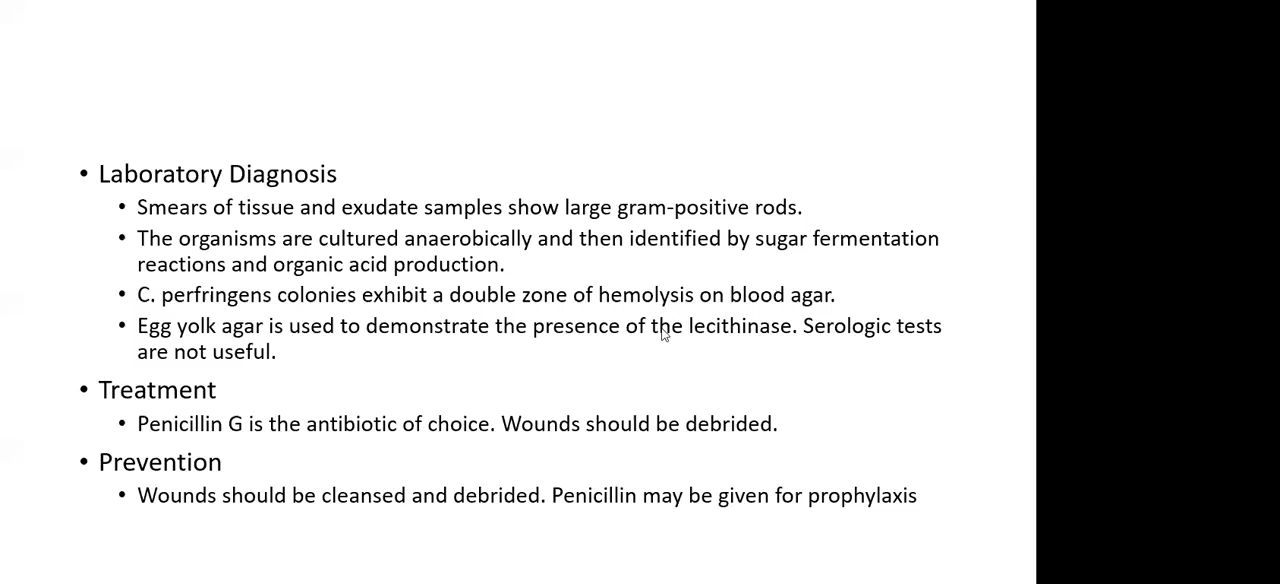 • Laboratory Diagnosis
• Smears of tissue and exudate samples show large gram-positive rods.
• The organisms are cultured anaerobically and then identified by sugar fermentation
reactions and organic acid production.
• C. perfringens colonies exhibit a double zone of hemolysis on blood agar.
• Egg yolk agar is used to demonstrate the presence of the lecithinase. Serologic tests
are not useful.
• Treatment
• Penicillin G is the antibiotic of choice. Wounds should be debrided.
• Prevention
• Wounds should be cleansed and debrided. Penicillin may be given for prophylaxis